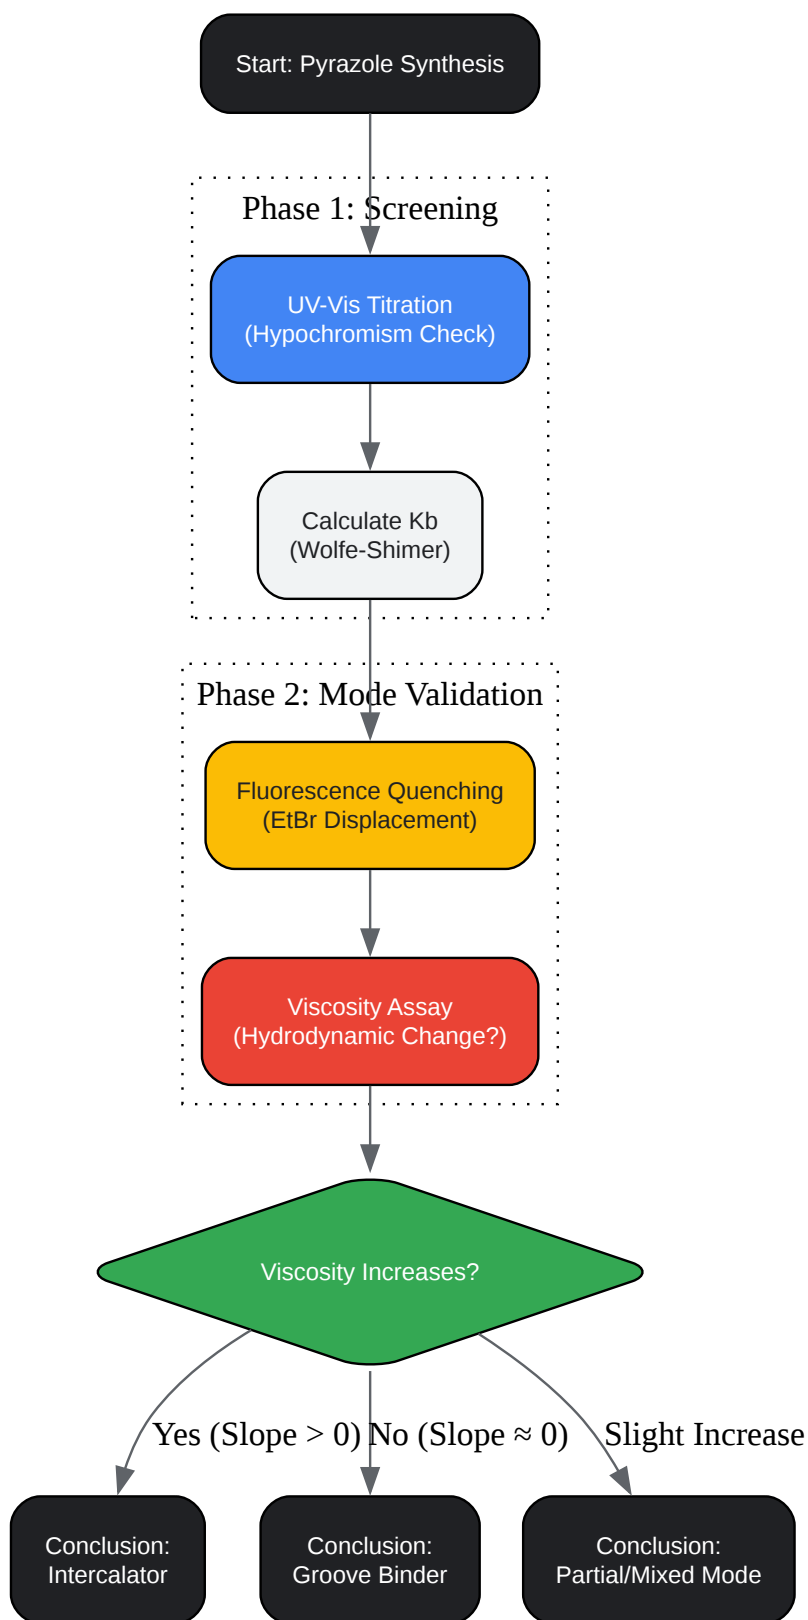 Start: Pyrazole Synthesis
Phase 1: Screening
UV-Vis Titration
(Hypochromism Check)
Calculate Kb
(Wolfe-Shimer)
Phase 2: Mode Validation
Fluorescence Quenching
(EtBr Displacement)
Viscosity Assay
(Hydrodynamic Change?)
Viscosity Increases?
Yes (Slope > 0)
No (Slope ≈ 0)
Slight Increase
Conclusion:
Intercalator
Conclusion:
Groove Binder
Conclusion:
Partial/Mixed Mode